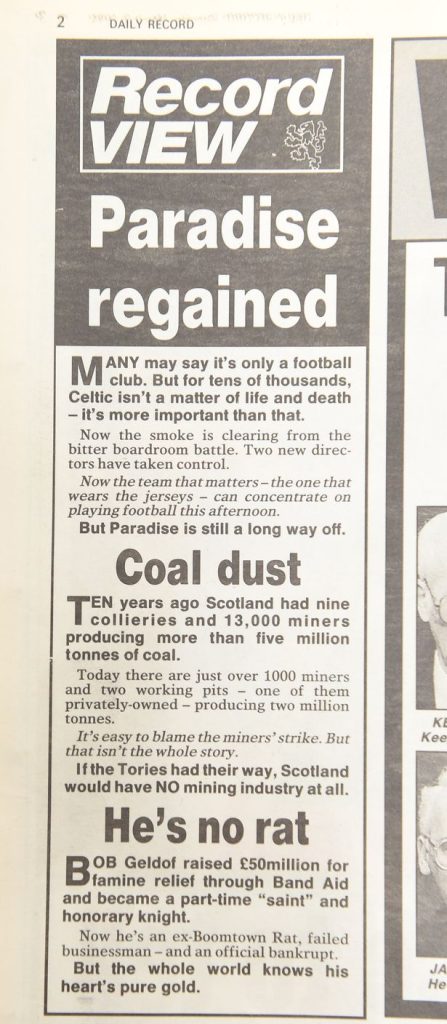 2
DAILY RECORD
Record
VIEW
Paradise
regained
MANY may say it's only a football
club. But for tens of thousands,
Celtic isn't a matter of life and death
– it's more important than that.
Now the smoke is clearing from the
bitter boardroom battle. Two new direc-
tors have taken control.
Now the team that matters – the one that
wears the jerseys – can concentrate on
playing football this afternoon.
But Paradise is still a long way off.
Coal dust
TEN years ago Scotland had nine
collieries and 13,000 miners
producing more than five million
tonnes of coal.
Today there are just over 1000 miners
and two working pits – one of them
privately-owned – producing two million
tonnes.
It's easy to blame the miners' strike. But
that isn't the whole story.
If the Tories had their way, Scotland
would have NO mining industry at all.
He's no rat
BOB Geldof raised £50million for
famine relief through Band Aid
and became a part-time "saint" and
honorary knight.
Now he's an ex-Boomtown Rat, failed
businessman – and an official bankrupt.
But the whole world knows his
heart's pure gold.